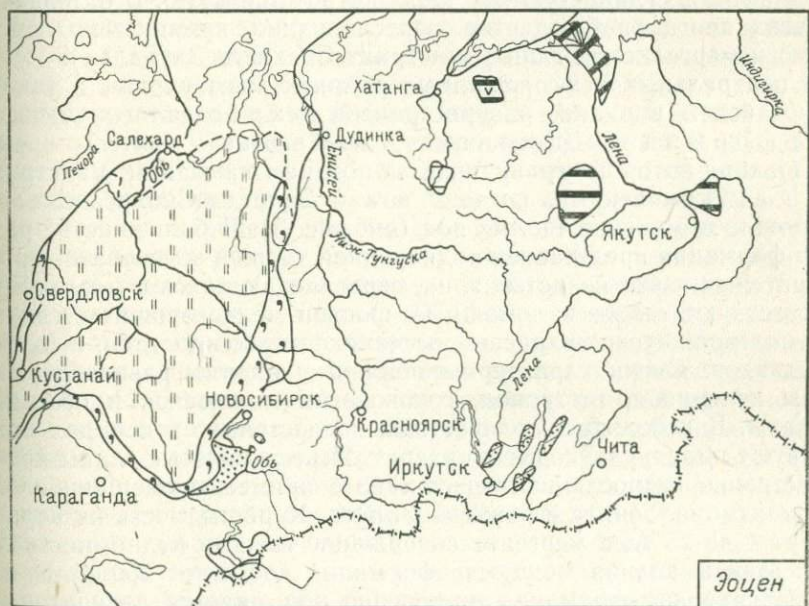 Хатанга
Индигирка
Салехард
Дудинка
Печора
Обь
Енисей
Лена
Якутск
Ниж. Тунгуска
Свердловск
Лена
Кустанай
Новосибирск
Красноярск
Чита
Обь
Иркутск
Караганда
Эоцен